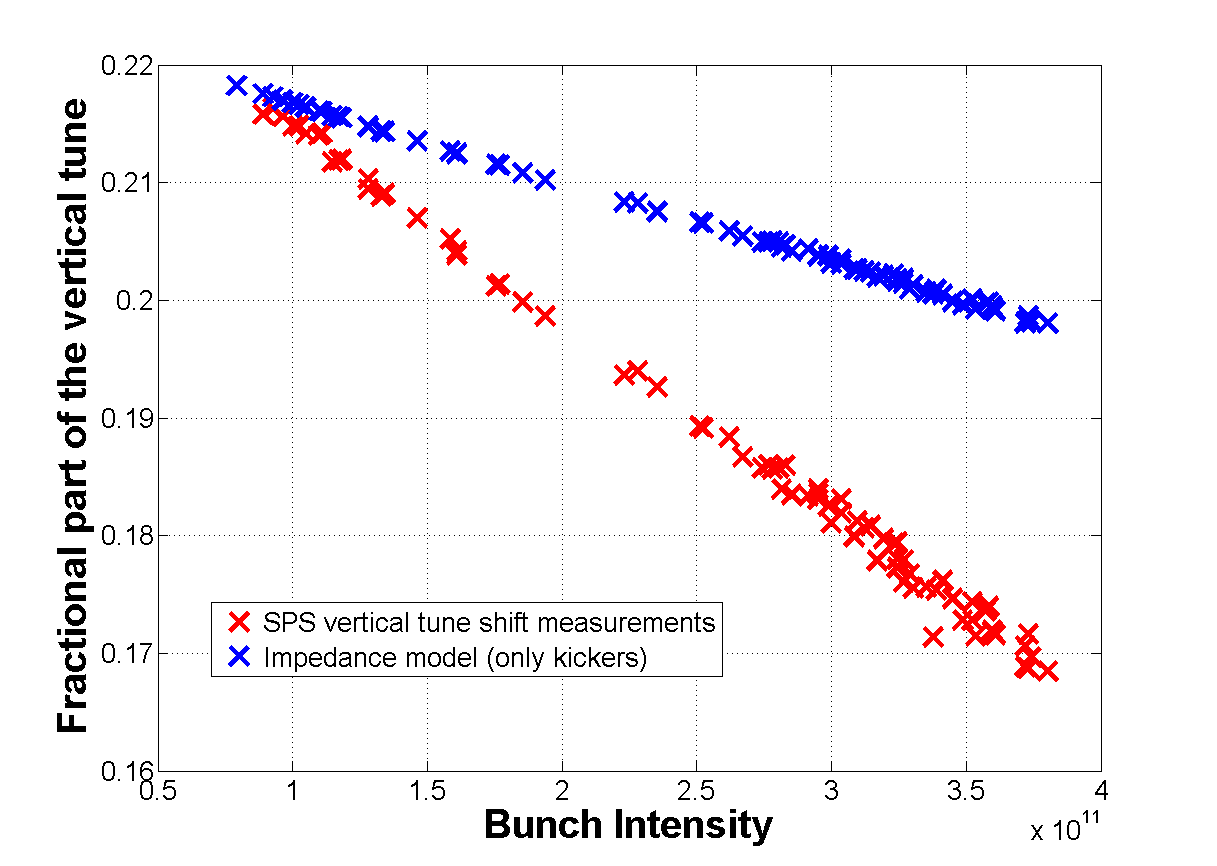 Fractional part of the vertical tune
0.22
0.21
0.2
0.19
0.18
0.17
0.16
SPS vertical tune shift measurements
Impedance model (only kickers)
0.5 1 1.5 2 2.5 3 3.5 4
Bunch Intensity
x 10¹¹